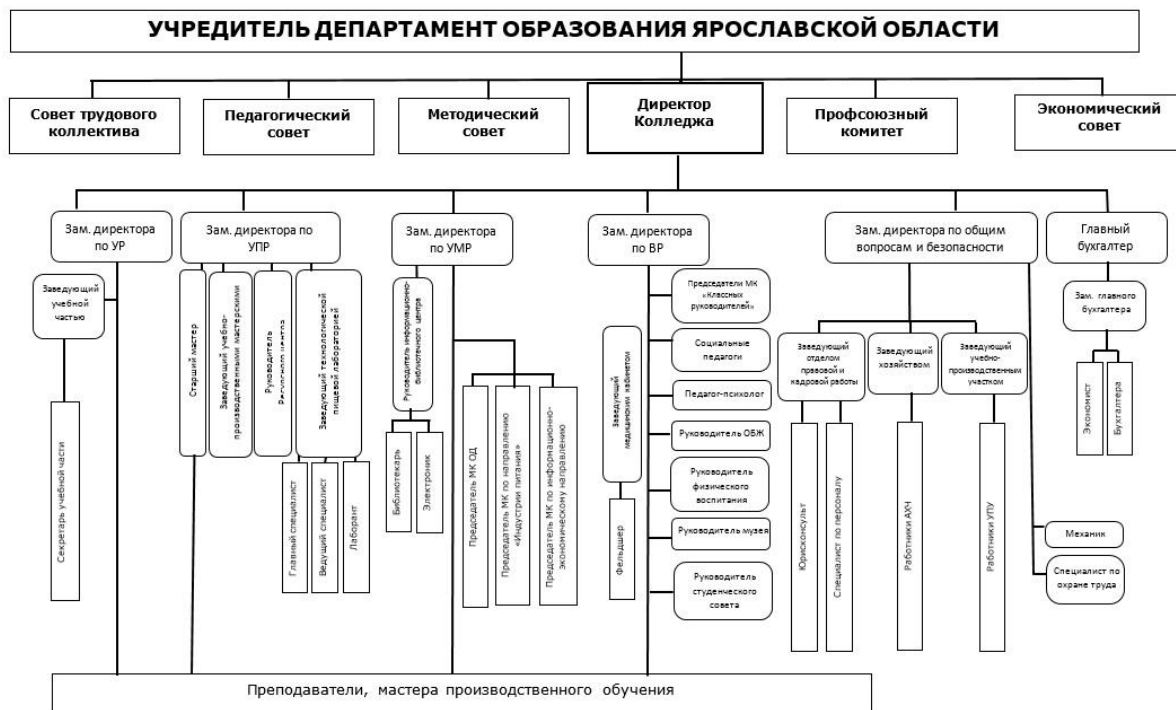 УЧРЕДИТЕЛЬ ДЕПАРТАМЕНТ ОБРАЗОВАНИЯ ЯРОСЛАВСКОЙ ОБЛАСТИ
Совет трудового
коллектива
Педагогический
совет
Методический
совет
Директор
Колледжа
Профсоюзный
комитет
Экономический
совет
Зам. директора
по УР
Зам. директора по
УПР
Зам. директора
по УМР
Зам. директора
по ВР
Зам. директора по общим
вопросам и безопасности
Главный
бухгалтер
Заведующий
учебной
частью
Секретарь учебной части
Старший мастер
Заведующий учебно-
производственными мастерскими
Руководитель
Ресурсного центра
Заведующий технологической
пищевой лабораторией
Главный специалист
Ведущий специалист
Лаборант
Руководитель информационно-
библиотечного центра
Библиотекарь
Электроник
Председатель МК ОД
Председатель МК по направлению
«Индустрии питания»
Председатель МК по информационно-
экономическому направлению
Заведующий
медицинским кабинетом
Фельдшер
Председатели МК
«Классных
руководителей»
Социальные
педагоги
Педагог-психолог
Руководитель ОБЖ
Руководитель
физического
воспитания
Руководитель музея
Руководитель
студенческого
совета
Заведующий
отделом
правовой и
кадровой работы
Заведующий
хозяйством
Заведующий
учебно-
производственным
участком
Юрисконсульт
Специалист по персоналу
Работники АХЧ
Работники УПУ
Зам. главного
бухгалтера
Экономист
Бухгалтера
Механик
Специалист по
охране труда
Преподаватели, мастера производственного обучения